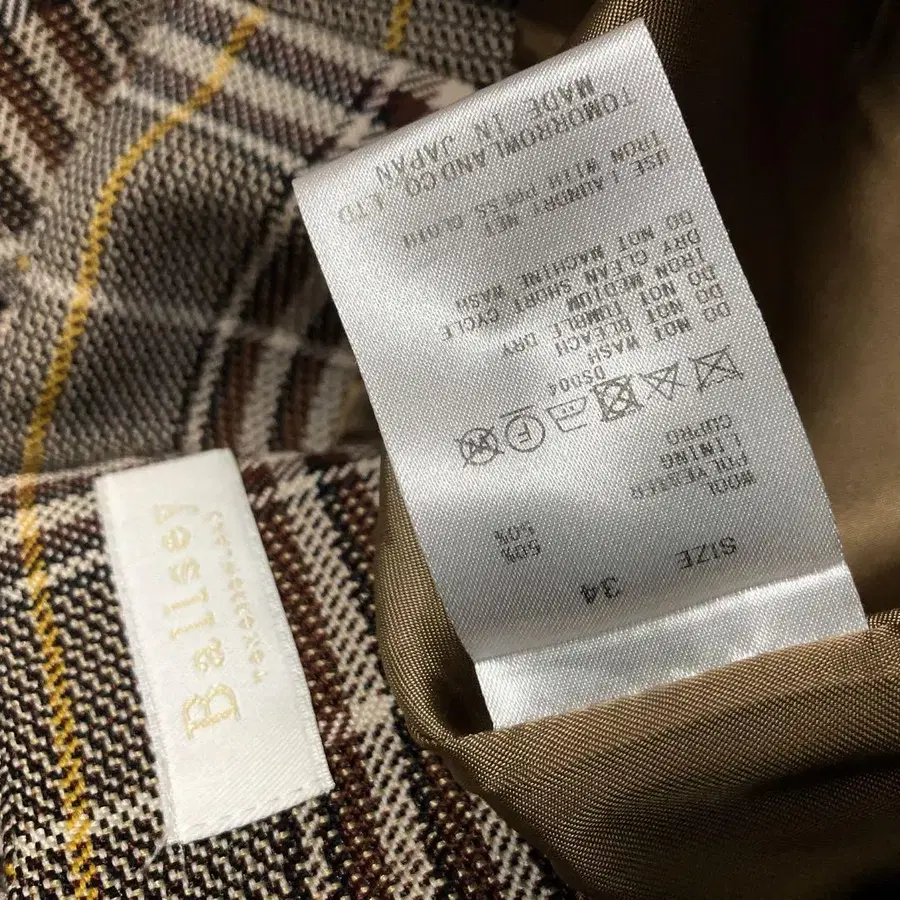 Ballsey
SIZE 34
WOOL 50%
POLYESTER 50%
LINING
CUPRO
F
DS004
DO NOT WASH
DO NOT BLEACH
DO NOT TUMBLE DRY
IRON MEDIUM
DRY CLEAN SHORT CYCLE
DO NOT MACHINE WASH
USE LAUNDRY NET
IRON WITH PRESS CLOTH
TOMORROWLAND CO.,LTD
MADE IN JAPAN